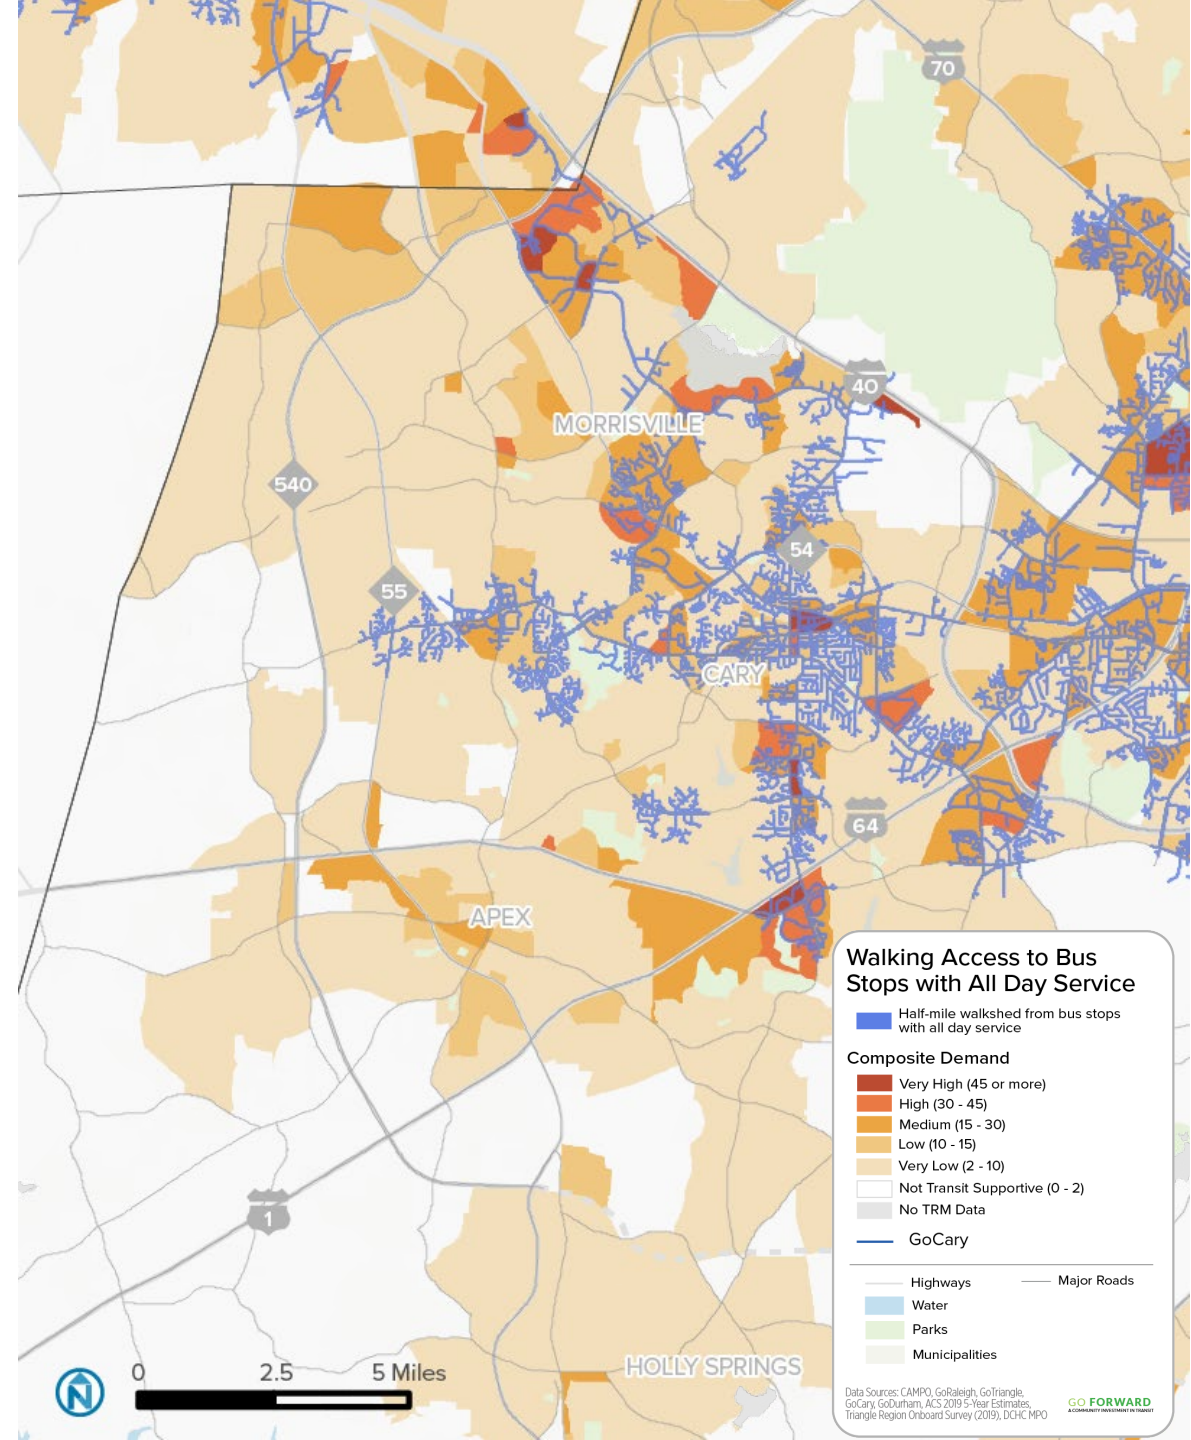 70
40
MORRISVILLE
540
54
55
CARY
64
APEX
1
HOLLY SPRINGS
0 2.5 5 Miles
N
Walking Access to Bus
Stops with All Day Service
Half-mile walkshed from bus stops
with all day service
Composite Demand
Very High (45 or more)
High (30 - 45)
Medium (15 - 30)
Low (10 - 15)
Very Low (2 - 10)
Not Transit Supportive (0 - 2)
No TRM Data
GoCary
Highways Major Roads
Water
Parks
Municipalities
Data Sources: CAMPO, GoRaleigh, GoTriangle,
GoCary, GoDurham, ACS 2019 5-Year Estimates,
Triangle Region Onboard Survey (2019), DCHC MPO
GO FORWARD
A COMMUNITY INVESTMENT IN TRANSIT